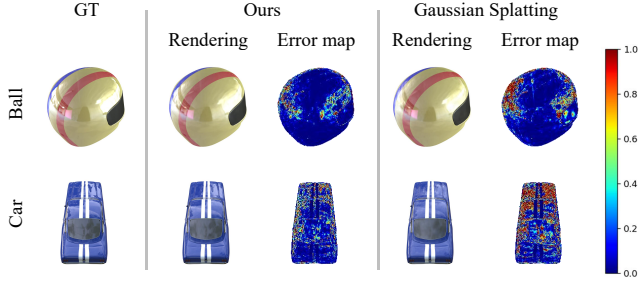 GT
Ours
Gaussian Splatting
Rendering
Error map
Rendering
Error map
Ball
Car
1.0
0.8
0.6
0.4
0.2
0.0